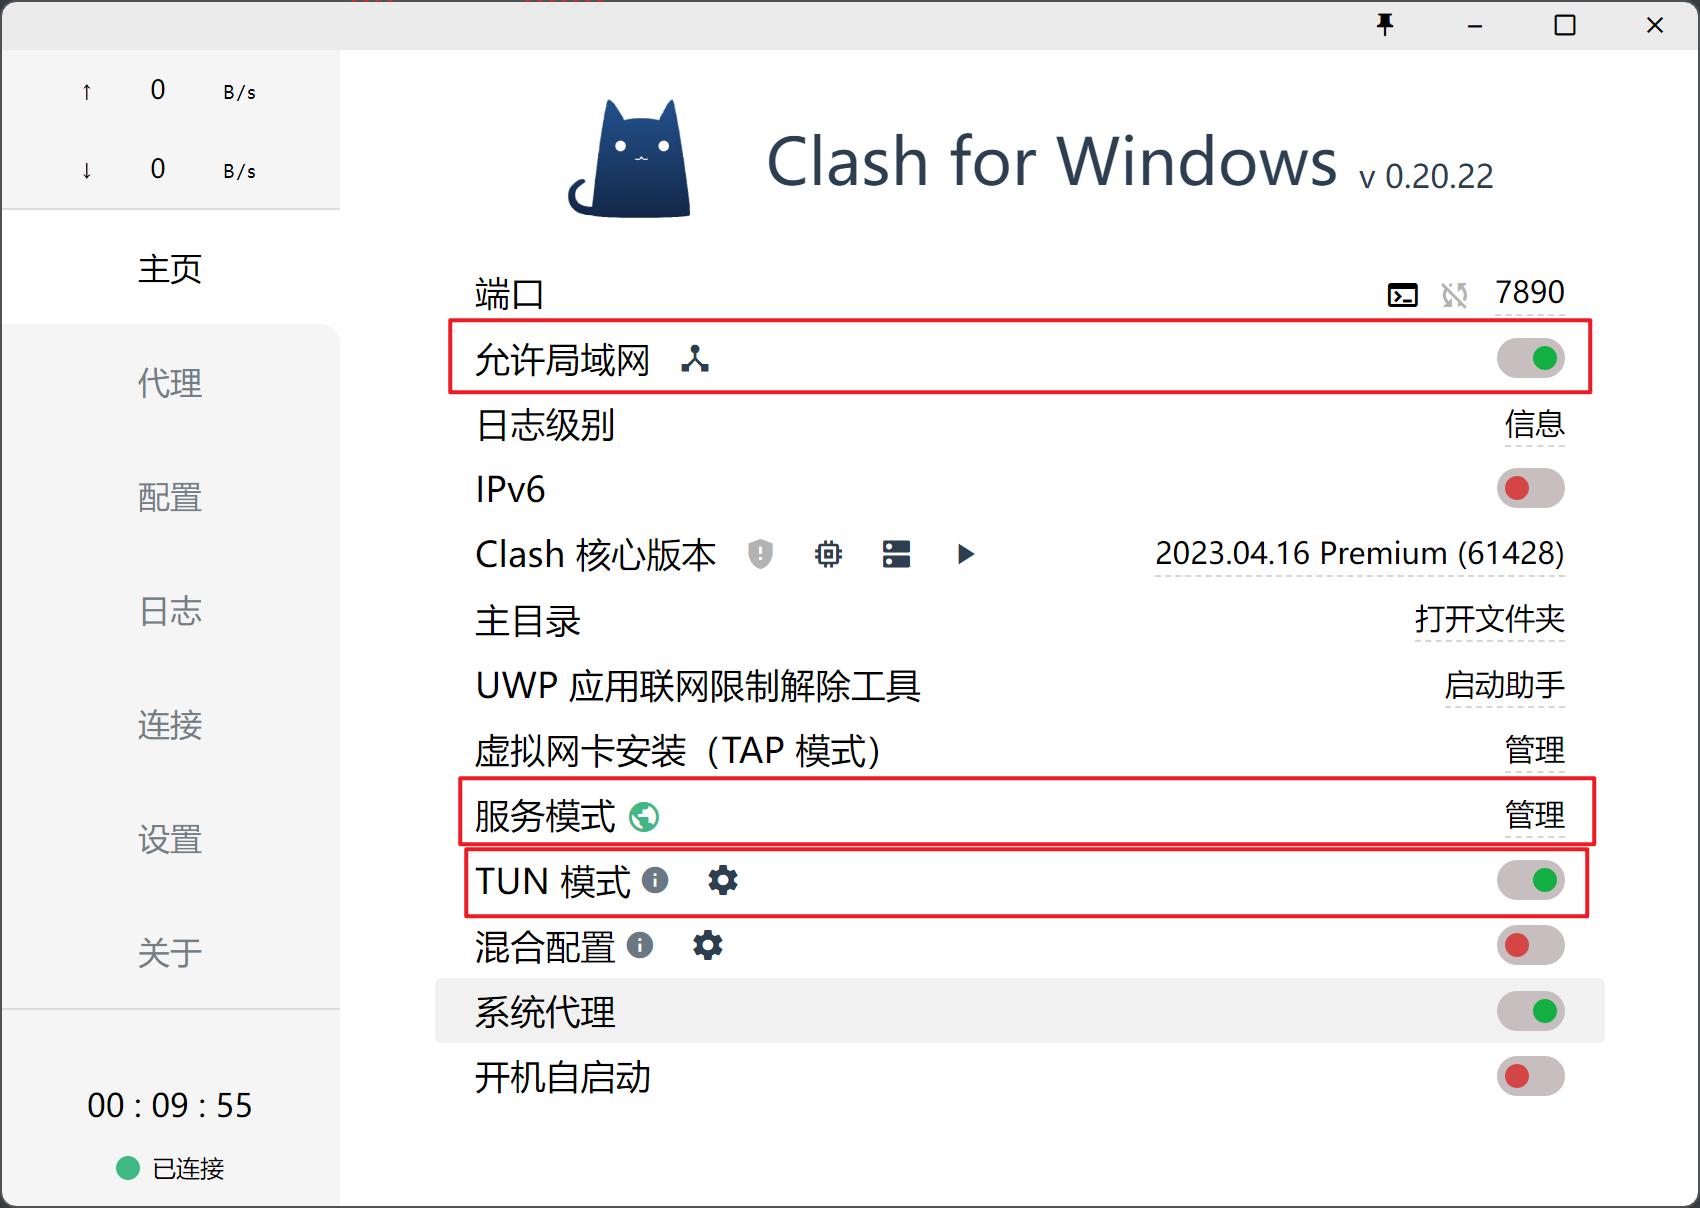 ↑ 0 B/s
↓ 0 B/s
主页
代理
配置
日志
连接
设置
关于
00 : 09 : 55
已连接
Clash for Windows v 0.20.22
端口 7890
允许局域网
日志级别 信息
IPv6
Clash 核心版本 2023.04.16 Premium (61428)
主目录 打开文件夹
UWP 应用联网限制解除工具 启动助手
虚拟网卡安装（TAP 模式） 管理
服务模式 管理
TUN 模式
混合配置
系统代理
开机自启动